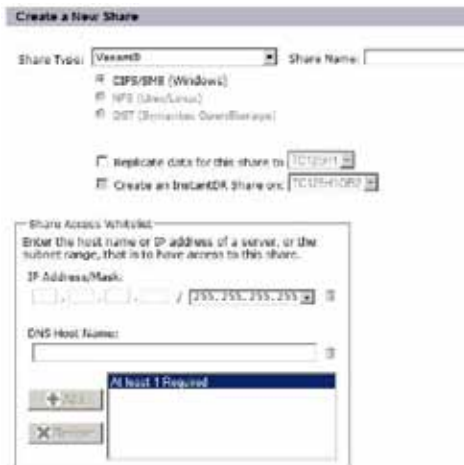 Create a New Share
Share Type: Veeam® Share Name:
CIFS/SMB (Windows)
NFS (Unix/Linux)
OST (Symantec OpenStorage)
Replicate data for this share to
Create an InstantDR Share on:
Share Access Whitelist
Enter the host name or IP address of a server, or the
subnet range, that is to have access to this share.
IP Address/Mask:
. . . / 255.255.255.255
DNS Host Name:
At least 1 Required
Add
Remove